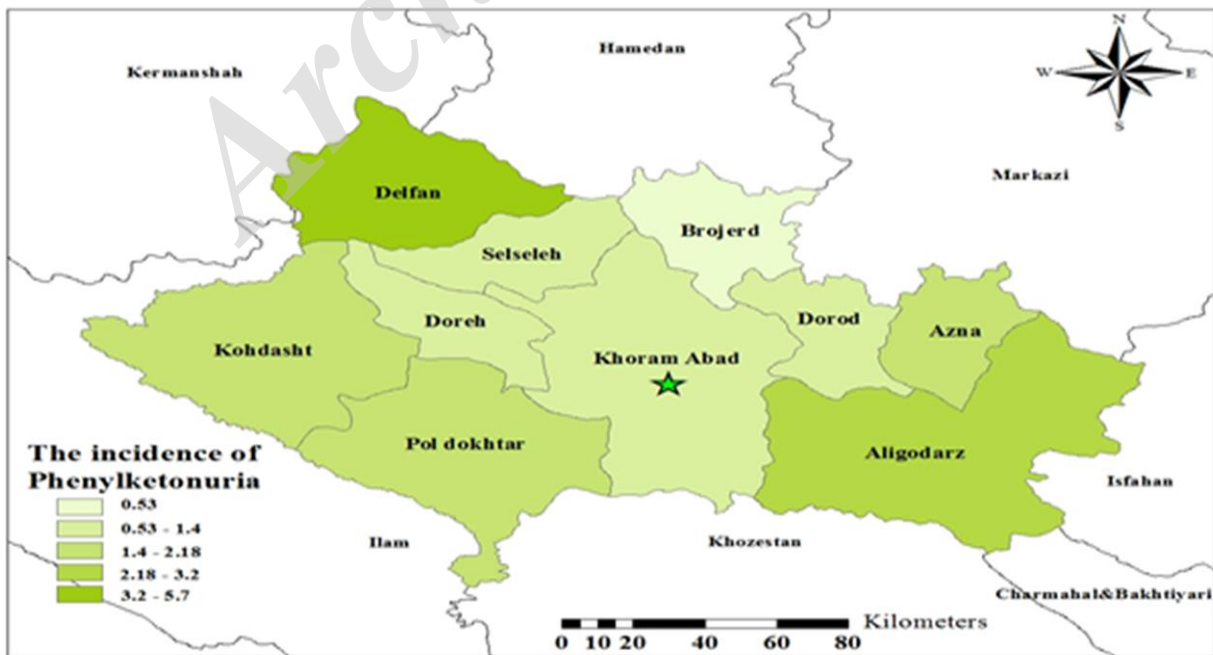 Arch
Hamedan
Kermanshah
N
W
E
S
Markazi
Delfan
Brojerd
Selseleh
Doreh
Dorod
Azna
Kohdasht
Khoram Abad
Pol dokhtar
Aligodarz
Isfahan
Ilam
Khozestan
Charmahal&Bakhtiyari
The incidence of
Phenylketonuria
0.53
0.53 - 1.4
1.4 - 2.18
2.18 - 3.2
3.2 - 5.7
Kilometers
0 10 20 40 60 80